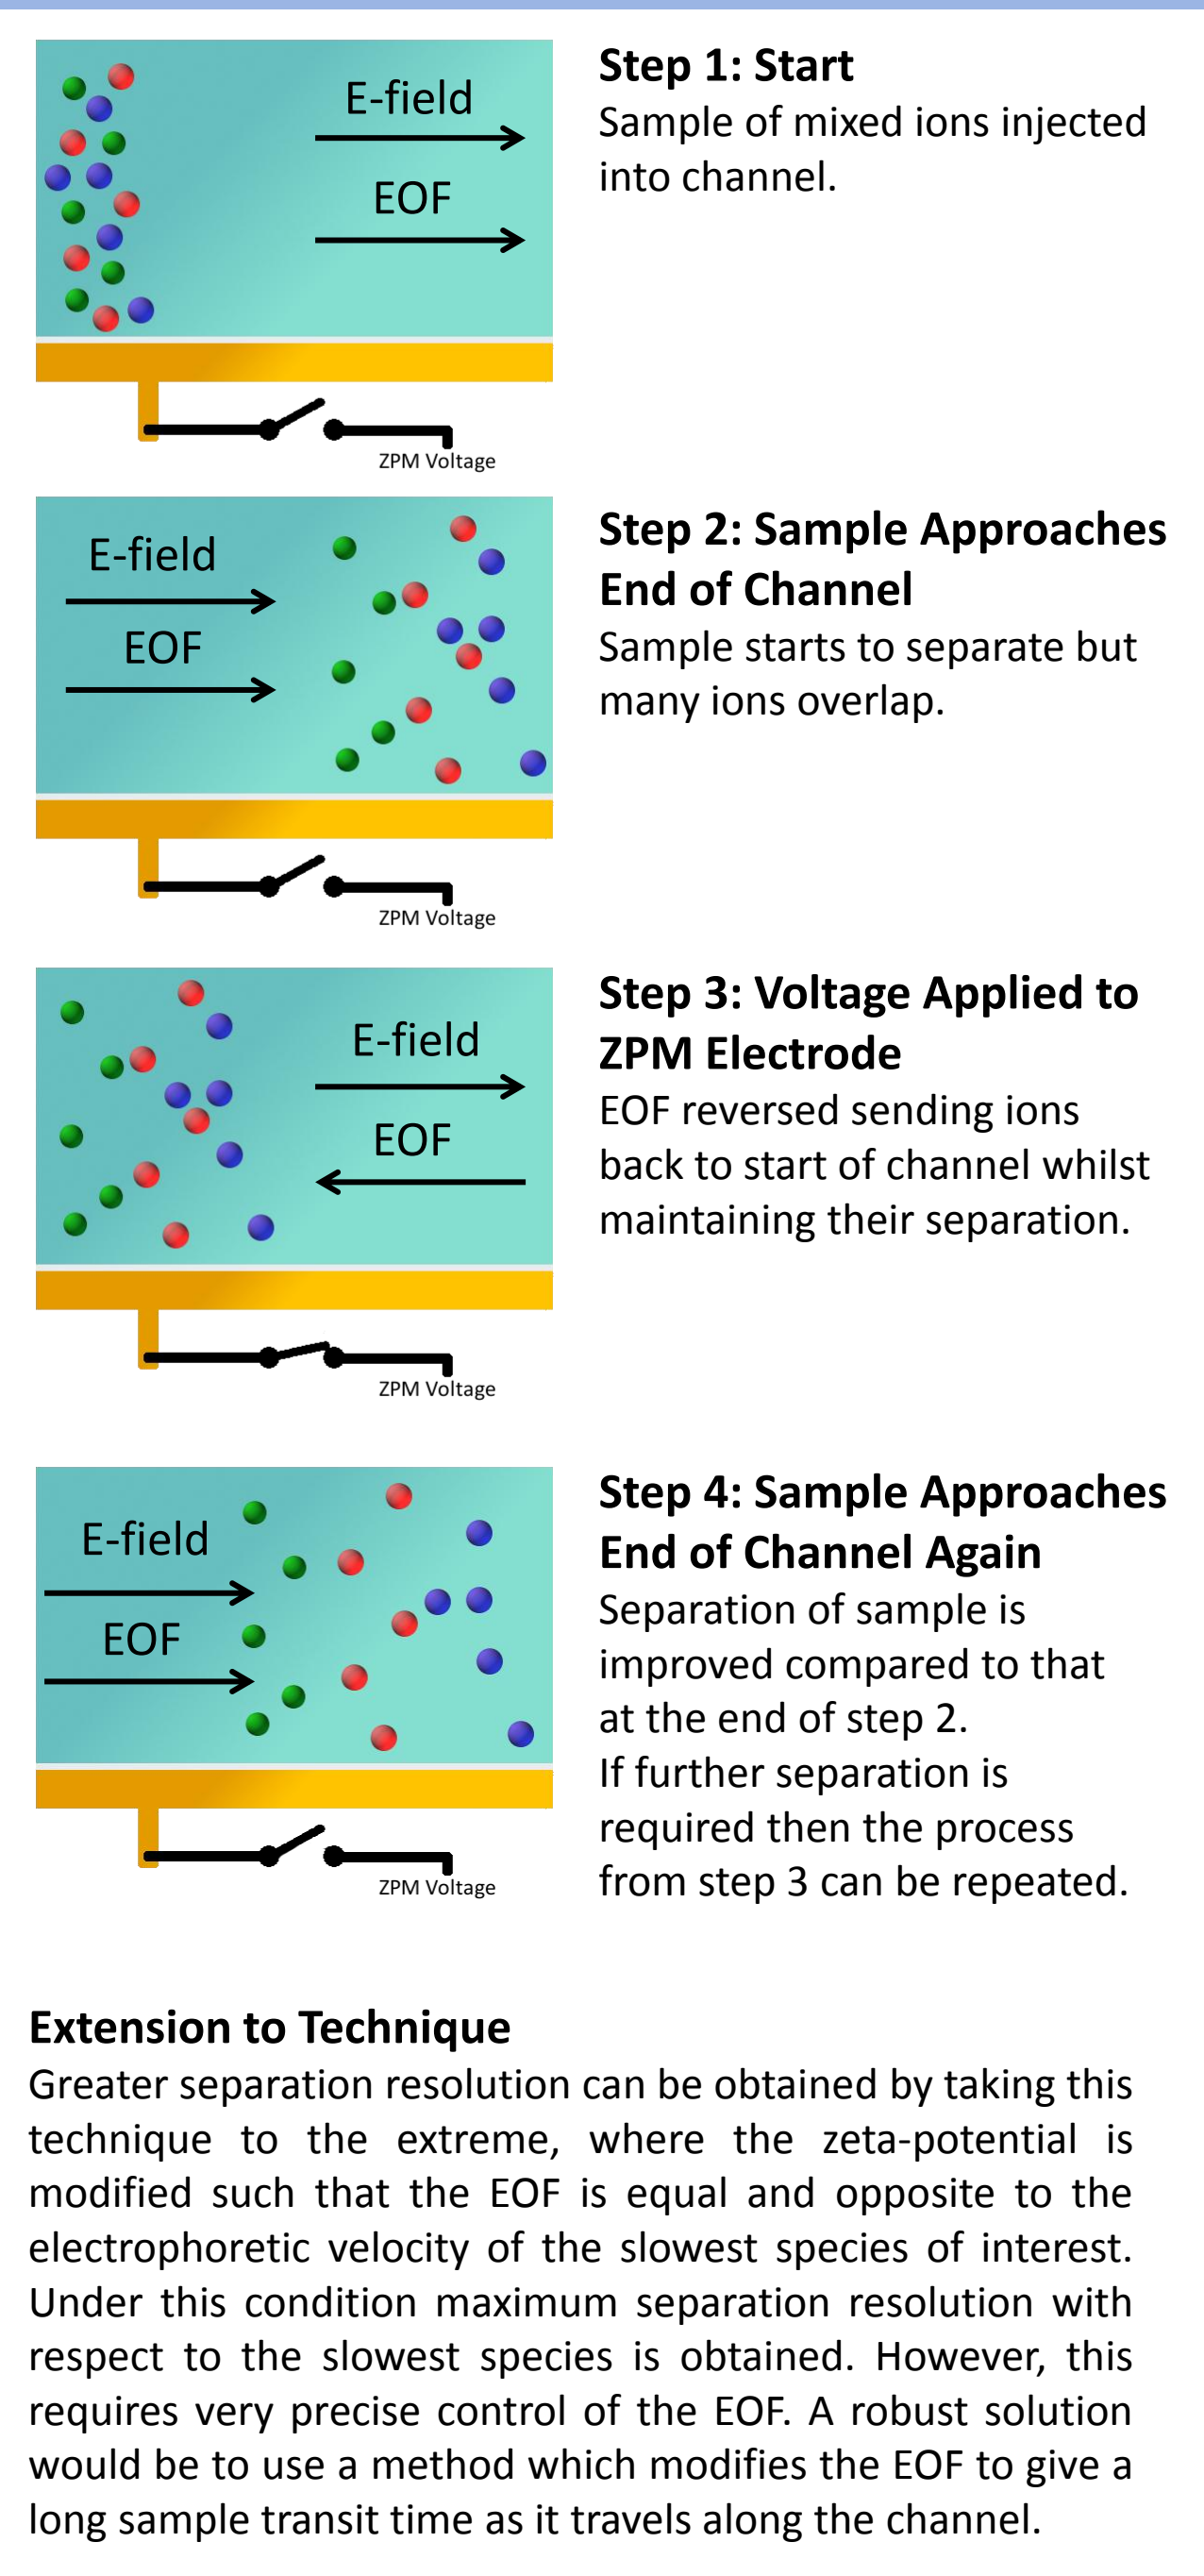 E-field
EOF
ZPM Voltage
Step 1: Start
Sample of mixed ions injected
into channel.
E-field
EOF
ZPM Voltage
Step 2: Sample Approaches
End of Channel
Sample starts to separate but
many ions overlap.
E-field
EOF
ZPM Voltage
Step 3: Voltage Applied to
ZPM Electrode
EOF reversed sending ions
back to start of channel whilst
maintaining their separation.
E-field
EOF
ZPM Voltage
Step 4: Sample Approaches
End of Channel Again
Separation of sample is
improved compared to that
at the end of step 2.
If further separation is
required then the process
from step 3 can be repeated.
Extension to Technique
Greater separation resolution can be obtained by taking this
technique to the extreme, where the zeta-potential is
modified such that the EOF is equal and opposite to the
electrophoretic velocity of the slowest species of interest.
Under this condition maximum separation resolution with
respect to the slowest species is obtained. However, this
requires very precise control of the EOF. A robust solution
would be to use a method which modifies the EOF to give a
long sample transit time as it travels along the channel.